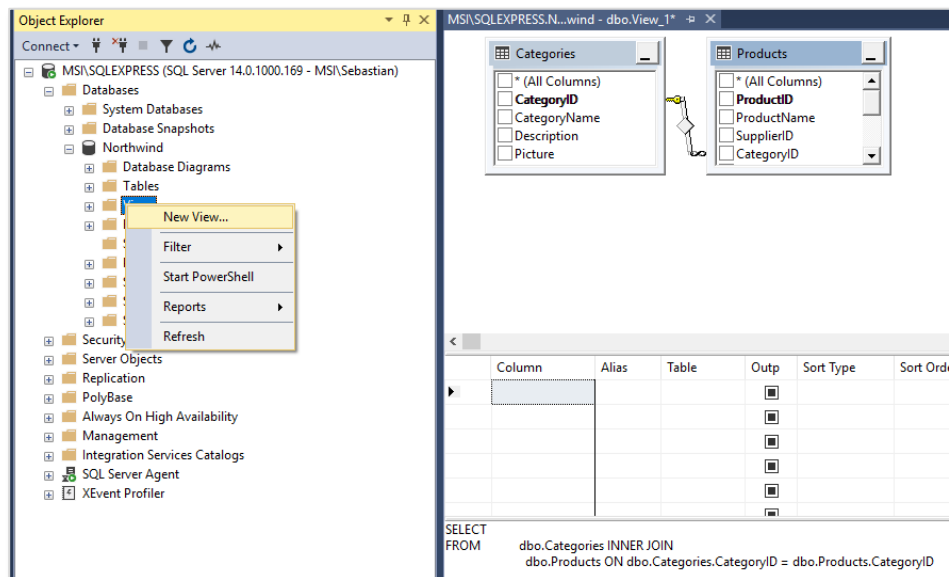 Object Explorer
Connect
MSI\SQLEXPRESS (SQL Server 14.0.1000.169 - MSI\Sebastian)
Databases
System Databases
Database Snapshots
Northwind
Database Diagrams
Tables
New View...
Filter
Start PowerShell
Reports
Refresh
Security
Server Objects
Replication
PolyBase
Always On High Availability
Management
Integration Services Catalogs
SQL Server Agent
XEvent Profiler
MSI\SQLEXPRESS.N...wind - dbo.View_1*
Categories
* (All Columns)
CategoryID
CategoryName
Description
Picture
Products
* (All Columns)
ProductID
ProductName
SupplierID
CategoryID
Column Alias Table Outp Sort Type Sort Orde
SELECT
FROM dbo.Categories INNER JOIN
dbo.Products ON dbo.Categories.CategoryID = dbo.Products.CategoryID